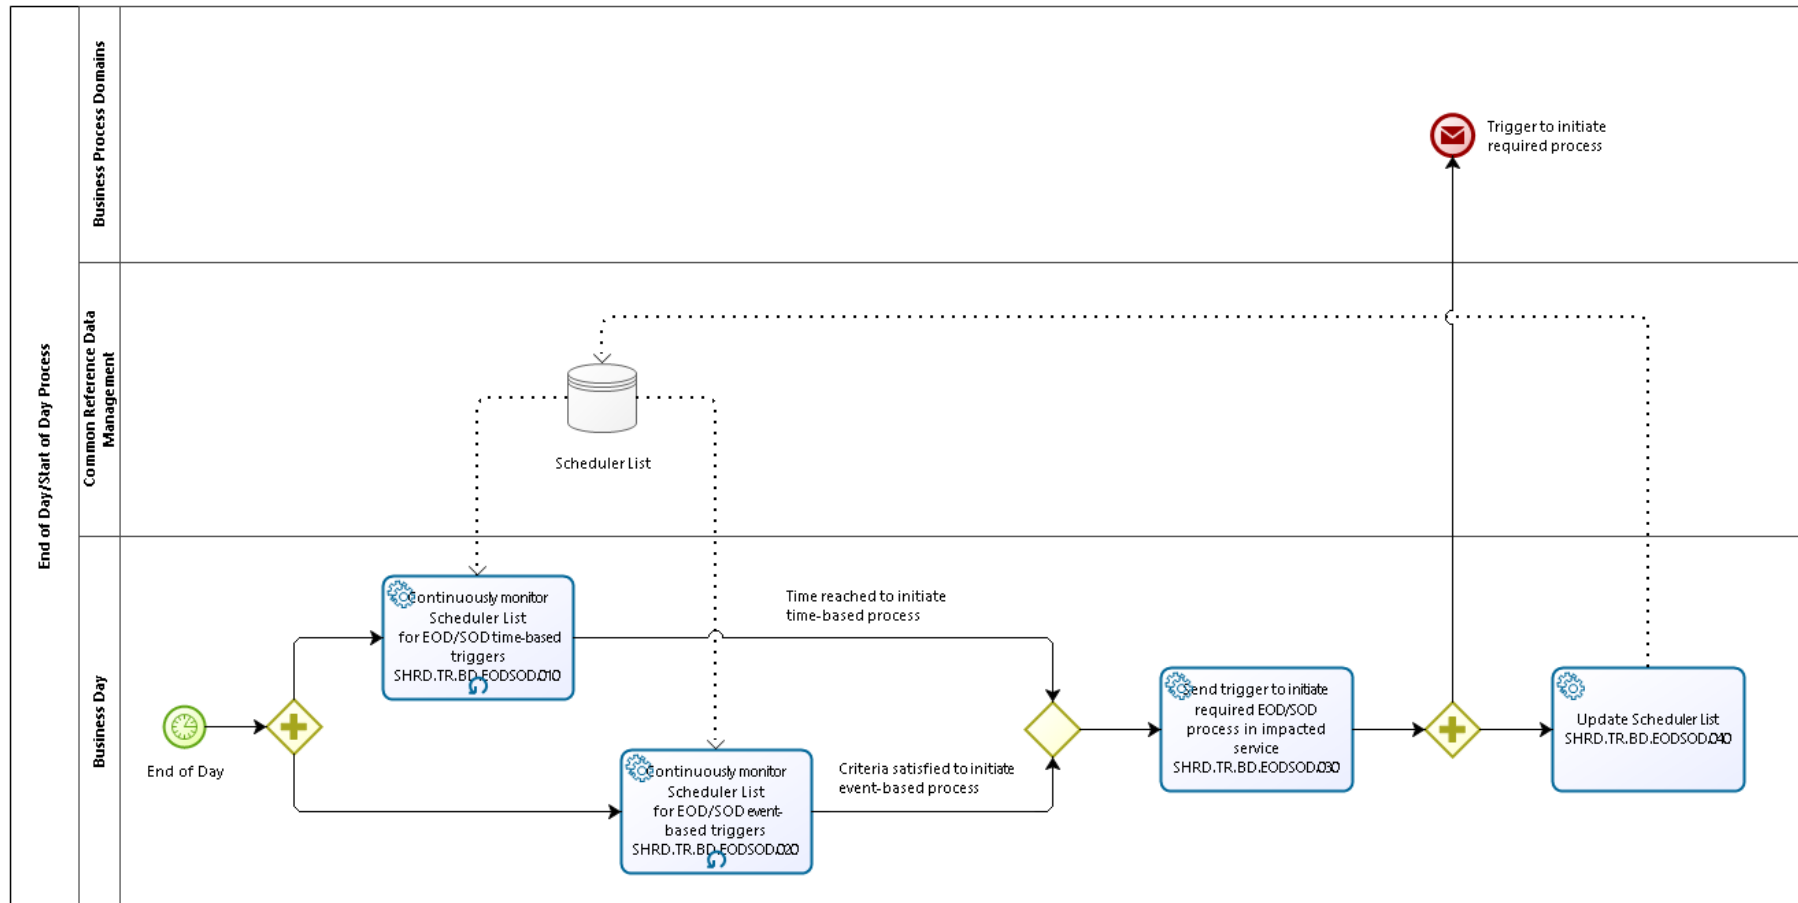 End of Day/Start of Day Process
Business Process Domains
Trigger to initiate
required process
Common Reference Data
Management
Scheduler List
Business Day
End of Day
Continuously monitor
Scheduler List
for EOD/SOD time-based
triggers
SHRD.TR.BD.EODSOD.010
Time reached to initiate
time-based process
Continuously monitor
Scheduler List
for EOD/SOD event-
based triggers
SHRD.TR.BD.EODSOD.020
Criteria satisfied to initiate
event-based process
Send trigger to initiate
required EOD/SOD
process in impacted
service
SHRD.TR.BD.EODSOD.030
Update Scheduler List
SHRD.TR.BD.EODSOD.040